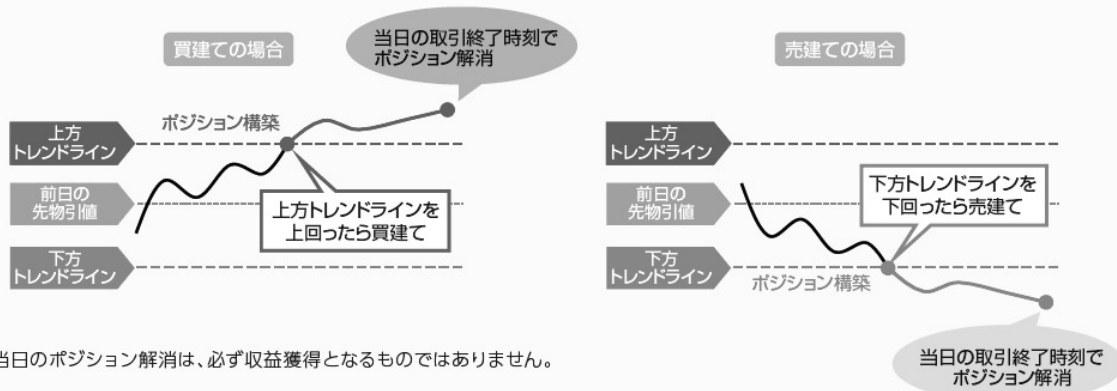 買建ての場合
当日の取引終了時刻で
ポジション解消
ポジション構築
上方
トレンドライン
前日の
先物引値
下方
トレンドライン
上方トレンドラインを
上回ったら買建て
売建ての場合
上方
トレンドライン
前日の
先物引値
下方
トレンドライン
下方トレンドラインを
下回ったら売建て
ポジション構築
当日の取引終了時刻で
ポジション解消
当日のポジション解消は、必ず収益獲得となるものではありません。